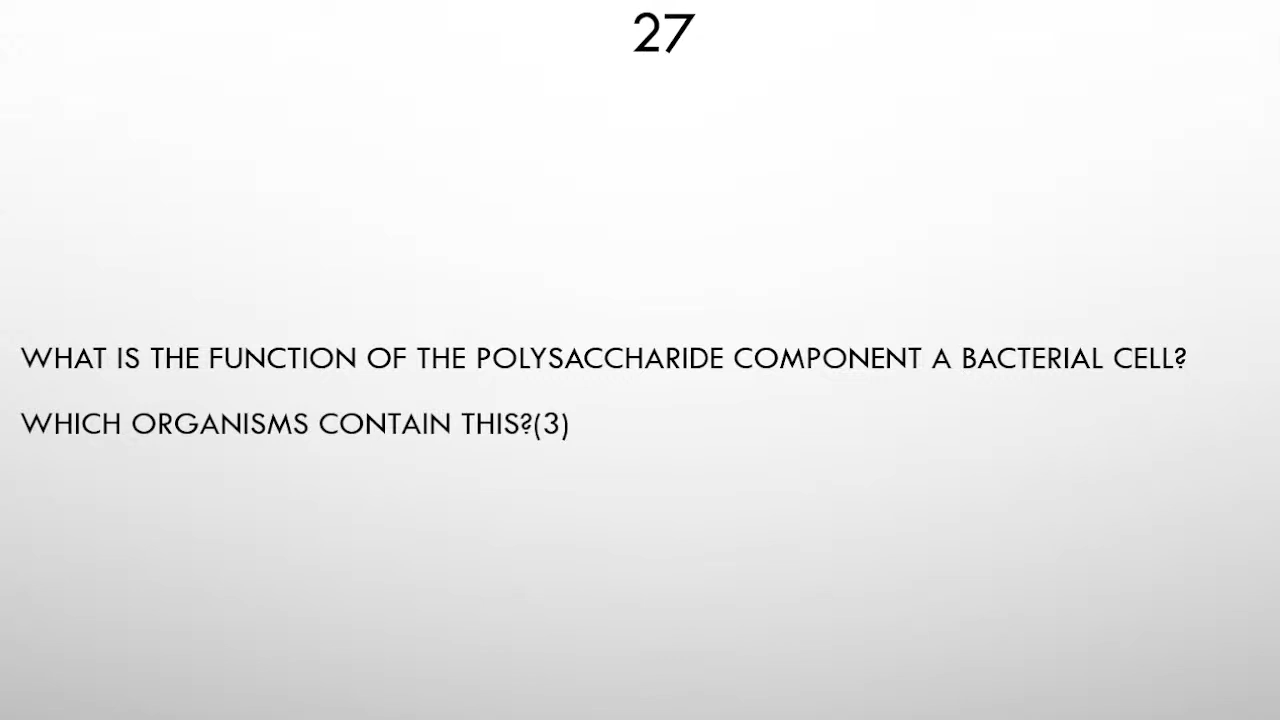 27
WHAT IS THE FUNCTION OF THE POLYSACCHARIDE COMPONENT A BACTERIAL CELL?
WHICH ORGANISMS CONTAIN THIS?(3)